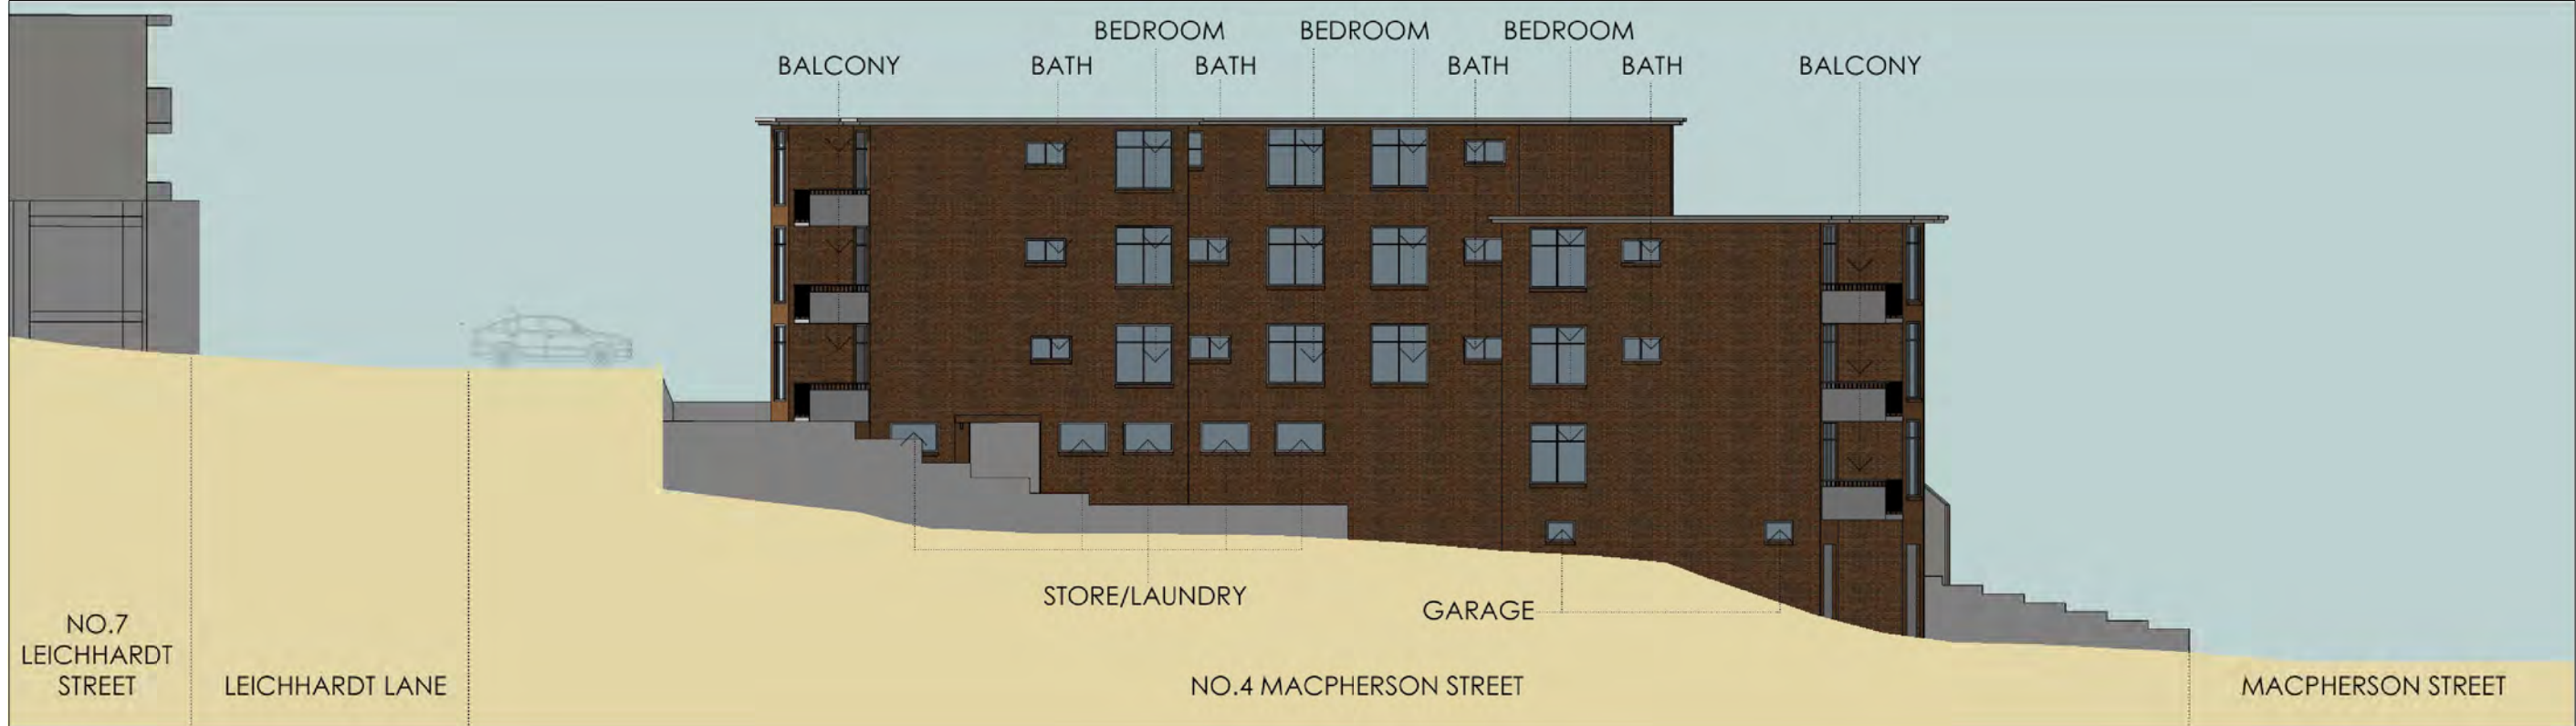 BEDROOM BEDROOM BEDROOM
BALCONY BATH BATH BATH BATH BALCONY
STORE/LAUNDRY
GARAGE
NO.7
LEICHHARDT
STREET
LEICHHARDT LANE
NO.4 MACPHERSON STREET
MACPHERSON STREET